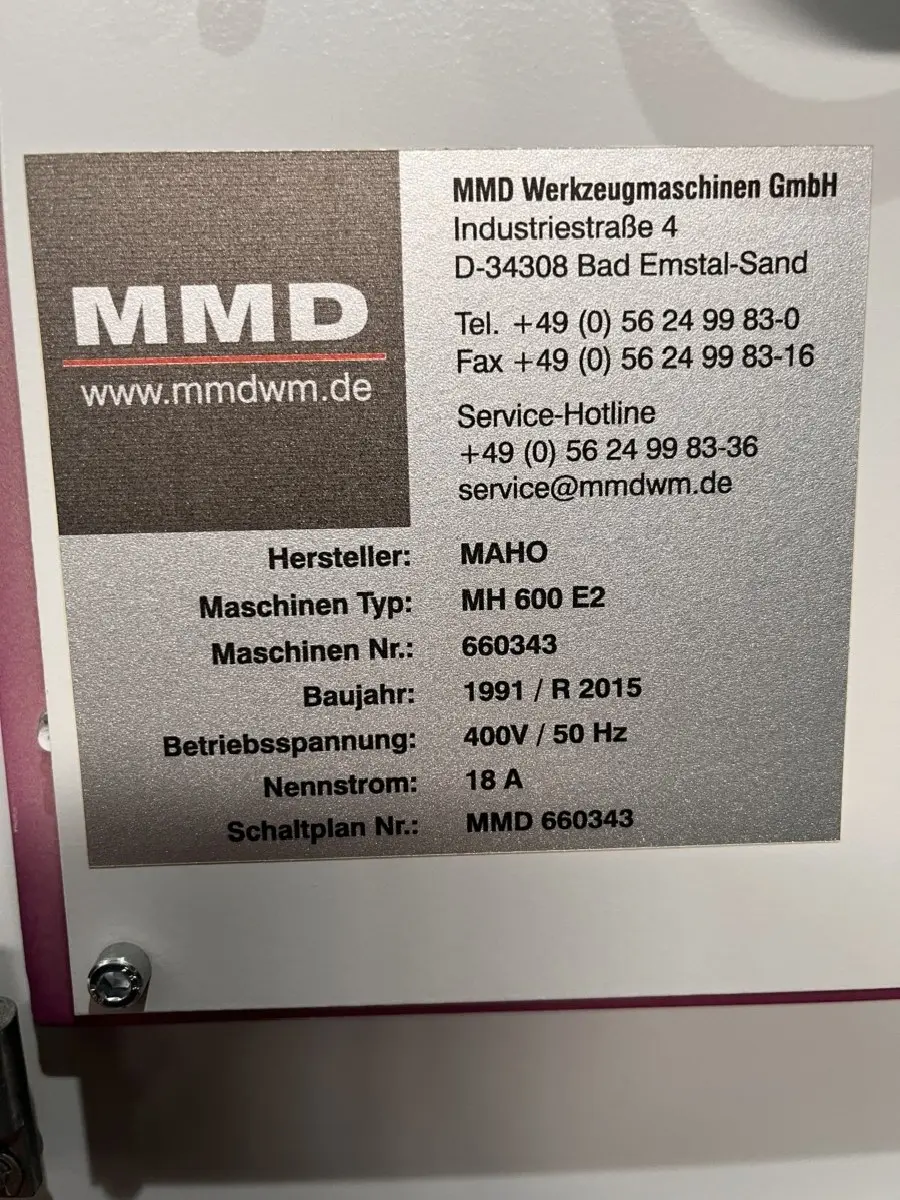 MMD
www.mmdwm.de
MMD Werkzeugmaschinen GmbH
Industriestraße 4
D-34308 Bad Emstal-Sand
Tel. +49 (0) 56 24 99 83-0
Fax +49 (0) 56 24 99 83-16
Service-Hotline
+49 (0) 56 24 99 83-36
service@mmdwm.de
Hersteller: MAHO
Maschinen Typ: MH 600 E2
Maschinen Nr.: 660343
Baujahr: 1991 / R 2015
Betriebsspannung: 400V / 50 Hz
Nennstrom: 18 A
Schaltplan Nr.: MMD 660343